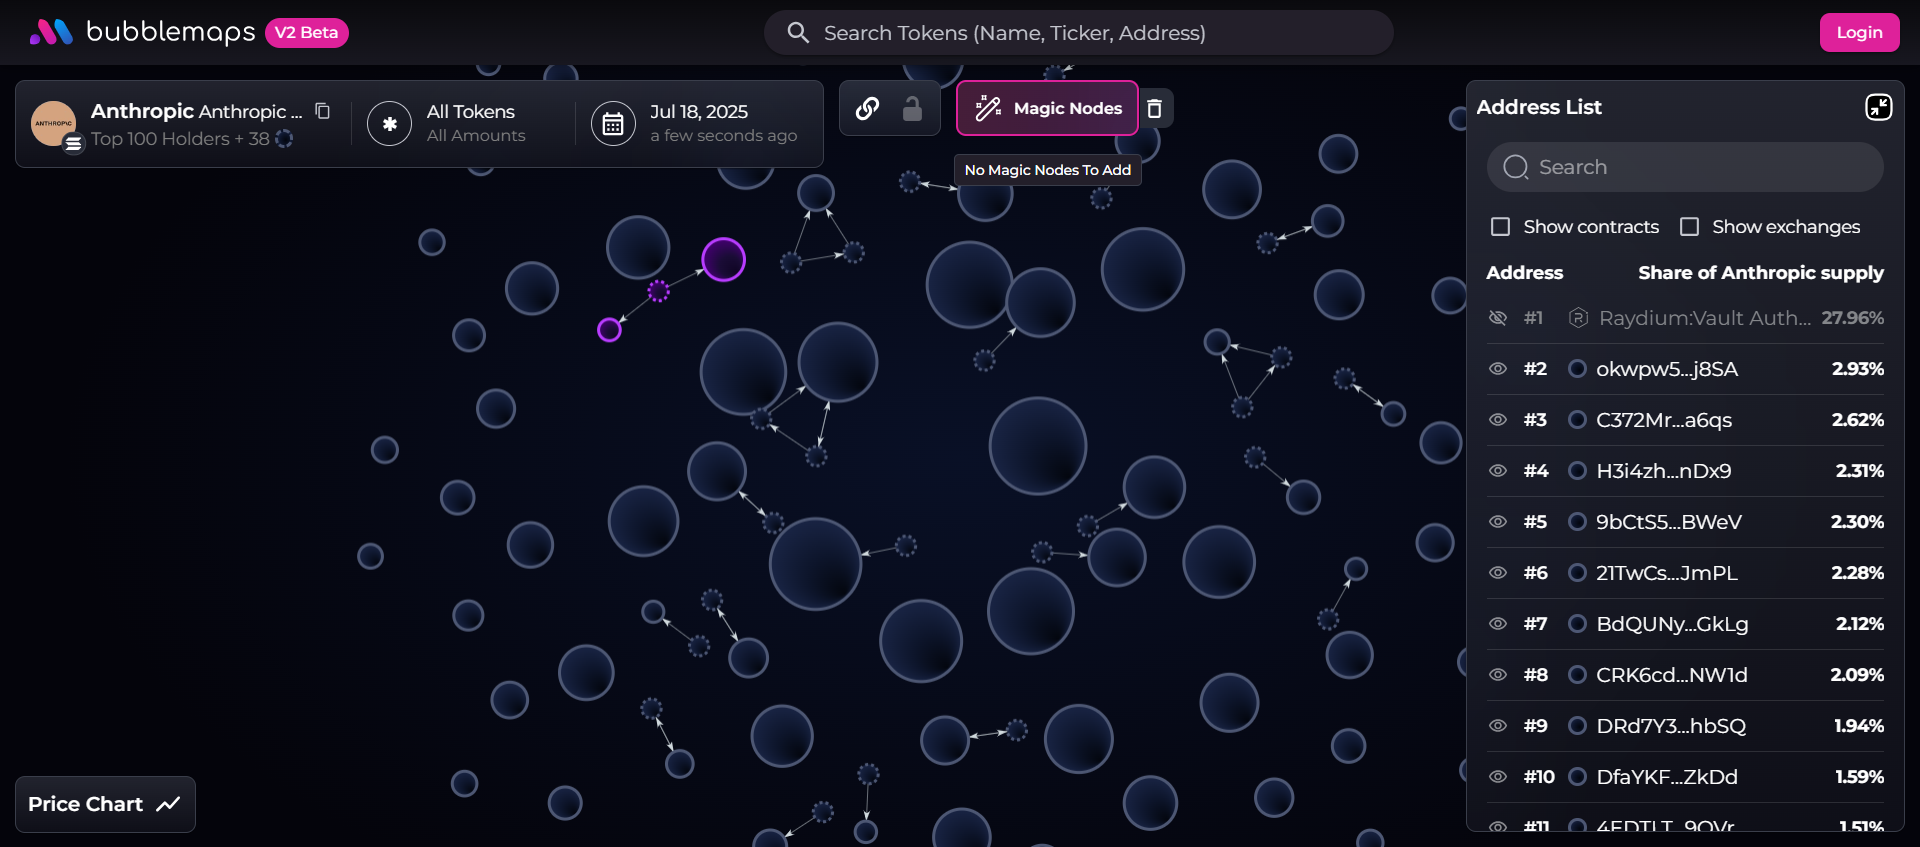 bubblemaps V2 Beta
Search Tokens (Name, Ticker, Address)
Login
ANTHROPIC
Anthropic Anthropic ...
Top 100 Holders + 38
All Tokens
All Amounts
Jul 18, 2025
a few seconds ago
Magic Nodes
No Magic Nodes To Add
Address List
Search
Show contracts
Show exchanges
Address Share of Anthropic supply
#1 Raydium:Vault Auth... 27.96%
#2 okwpw5...j8SA 2.93%
#3 C372Mr...a6qs 2.62%
#4 H3i4zh...nDx9 2.31%
#5 9bCtS5...BWeV 2.30%
#6 21TwCs...JmPL 2.28%
#7 BdQUNy...GkLg 2.12%
#8 CRK6cd...NW1d 2.09%
#9 DRd7Y3...hbSQ 1.94%
#10 DfaYKF...ZkDd 1.59%
#11 1.51%
Price Chart